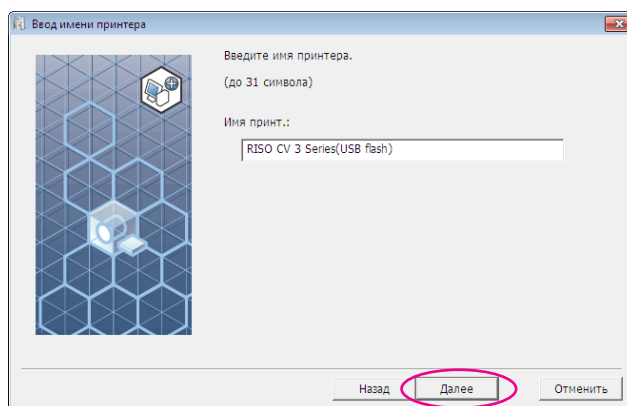 Ввод имени принтера
Введите имя принтера.
(до 31 символа)
Имя принт.:
RISO CV 3 Series(USB flash)
Назад
Далее
Отменить